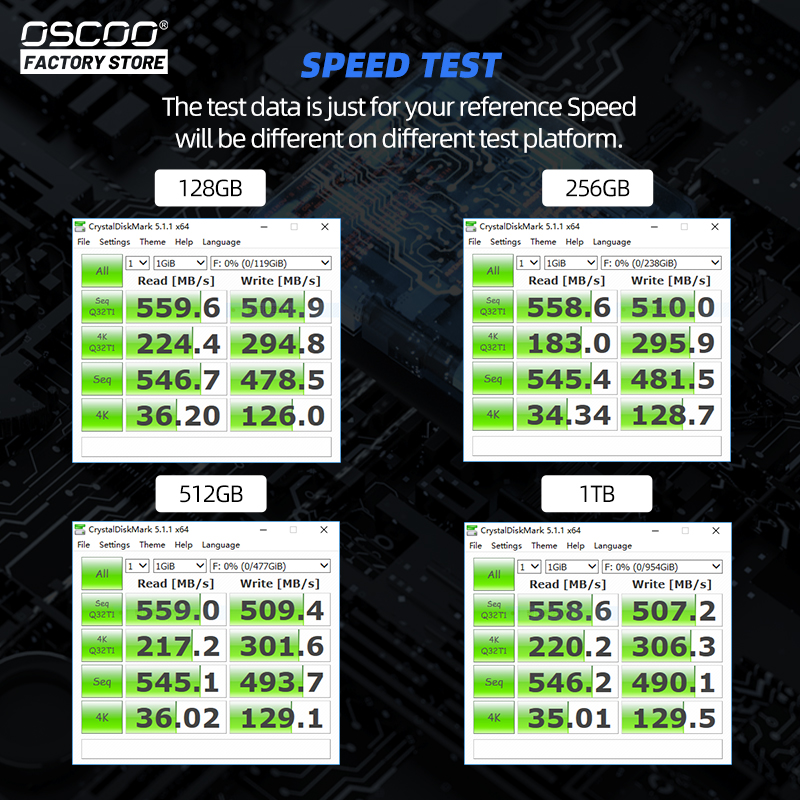 OSCOO®
FACTORY STORE
SPEED TEST
The test data is just for your reference Speed
will be different on different test platform.
128GB
CrystalDiskMark 5.1.1 x64
File Settings Theme Help Language
All 1 1GiB F: 0% (0/119GiB)
Read [MB/s] Write [MB/s]
Seq Q32T1 559.6 504.9
4K Q32T1 224.4 294.8
Seq 546.7 478.5
4K 36.20 126.0
256GB
CrystalDiskMark 5.1.1 x64
File Settings Theme Help Language
All 1 1GiB F: 0% (0/238GiB)
Read [MB/s] Write [MB/s]
Seq Q32T1 558.6 510.0
4K Q32T1 183.0 295.9
Seq 545.4 481.5
4K 34.34 128.7
512GB
CrystalDiskMark 5.1.1 x64
File Settings Theme Help Language
All 1 1GiB F: 0% (0/477GiB)
Read [MB/s] Write [MB/s]
Seq Q32T1 559.0 509.4
4K Q32T1 217.2 301.6
Seq 545.1 493.7
4K 36.02 129.1
1TB
CrystalDiskMark 5.1.1 x64
File Settings Theme Help Language
All 1 1GiB F: 0% (0/954GiB)
Read [MB/s] Write [MB/s]
Seq Q32T1 558.6 507.2
4K Q32T1 220.2 306.3
Seq 546.2 490.1
4K 35.01 129.5